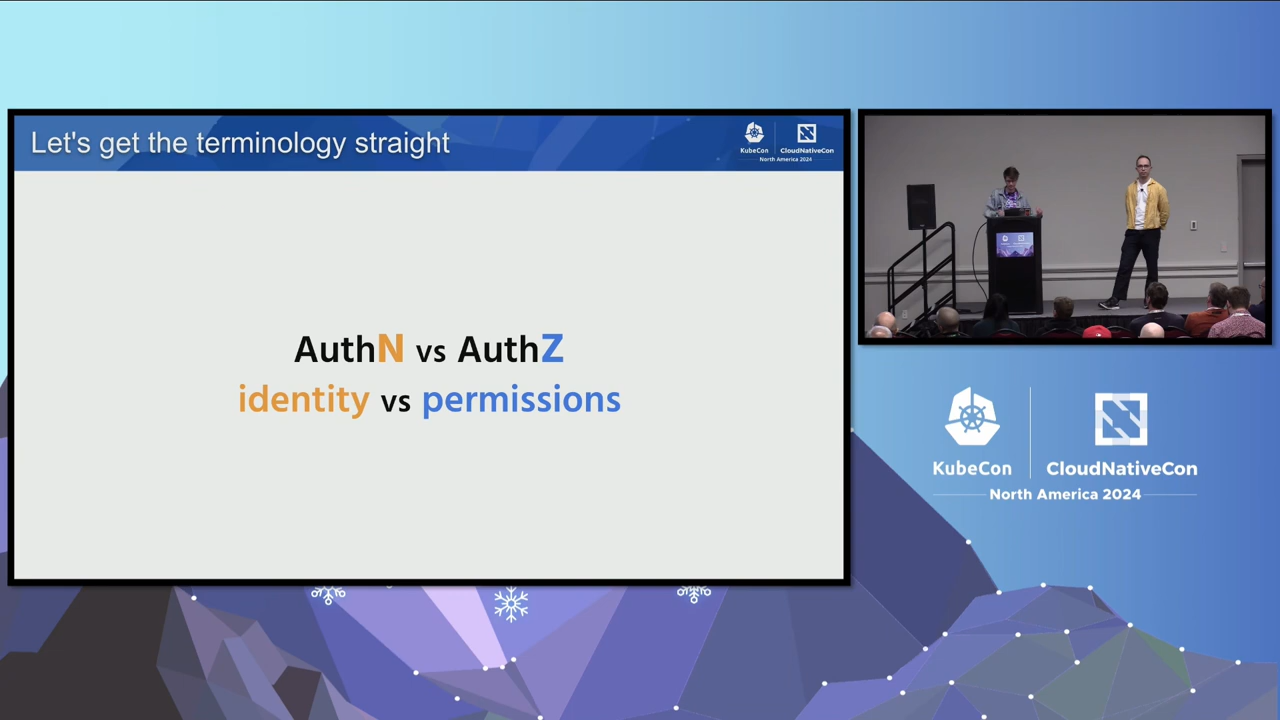 Let's get the terminology straight
KubeCon
CloudNativeCon
North America 2024
AuthN vs AuthZ
identity vs permissions
KubeCon
CloudNativeCon
North America 2024